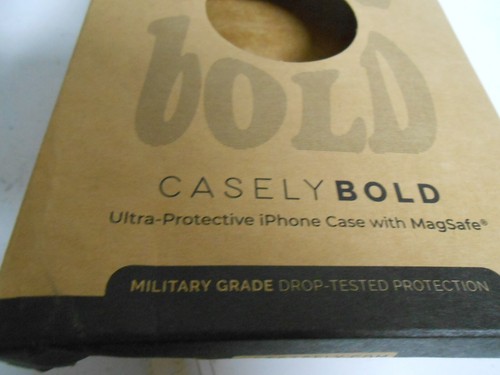 bOLD
CASELYBOLD
Ultra-Protective iPhone Case with MagSafe®
MILITARY GRADE DROP-TESTED PROTECTION